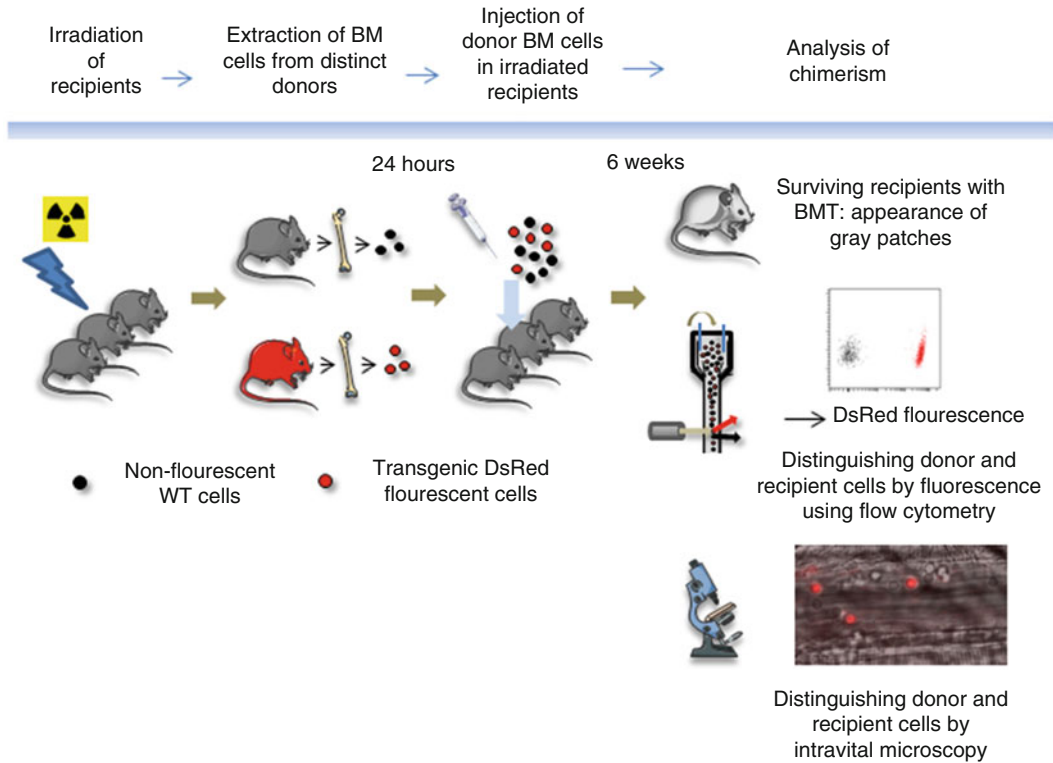 Irradiation
of
recipients
Extraction of BM
cells from distinct
donors
Injection of
donor BM cells
in irradiated
recipients
Analysis of
chimerism
24 hours
6 weeks
Surviving recipients with
BMT: appearance of
gray patches
DsRed flourescence
Non-flourescent
WT cells
Transgenic DsRed
flourescent cells
Distinguishing donor and
recipient cells by fluorescence
using flow cytometry
Distinguishing donor and
recipient cells by
intravital microscopy